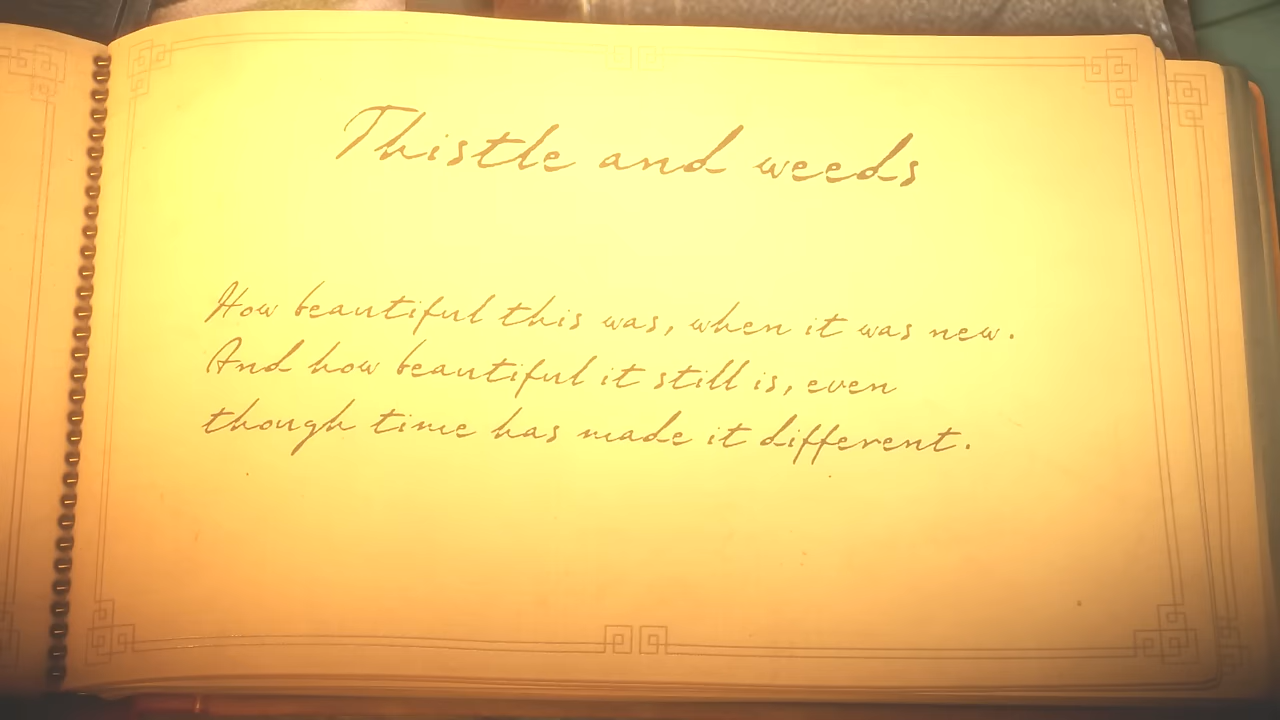 Thistle and weeds
How beautiful this was, when it was new.
And how beautiful it still is, even
though time has made it different.